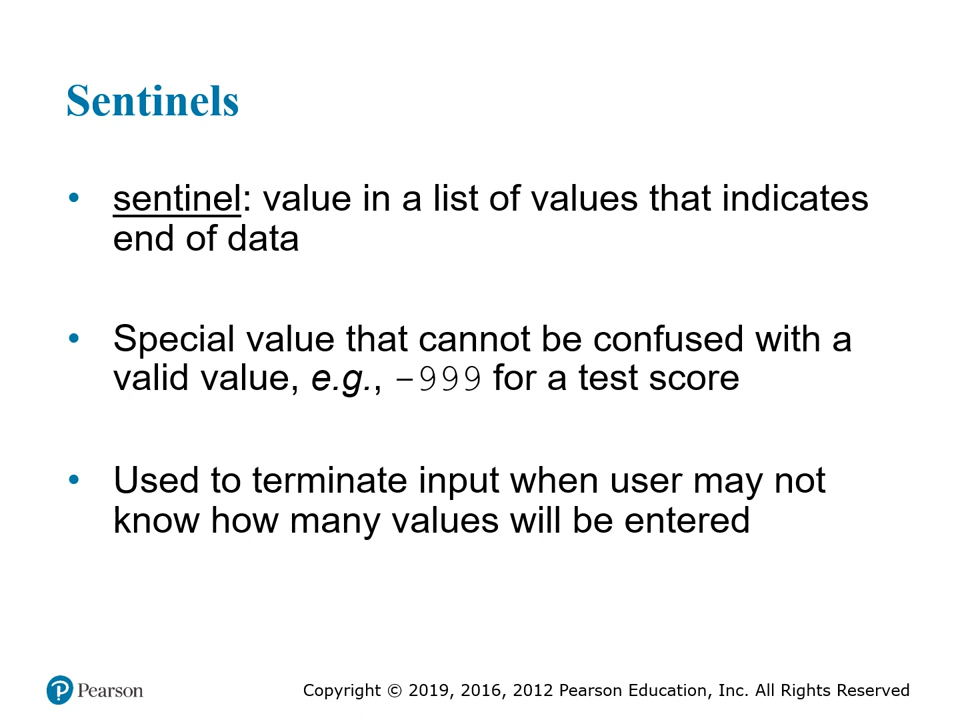 Sentinels
• sentinel: value in a list of values that indicates
end of data
• Special value that cannot be confused with a
valid value, e.g., -999 for a test score
• Used to terminate input when user may not
know how many values will be entered
Pearson
Copyright © 2019, 2016, 2012 Pearson Education, Inc. All Rights Reserved